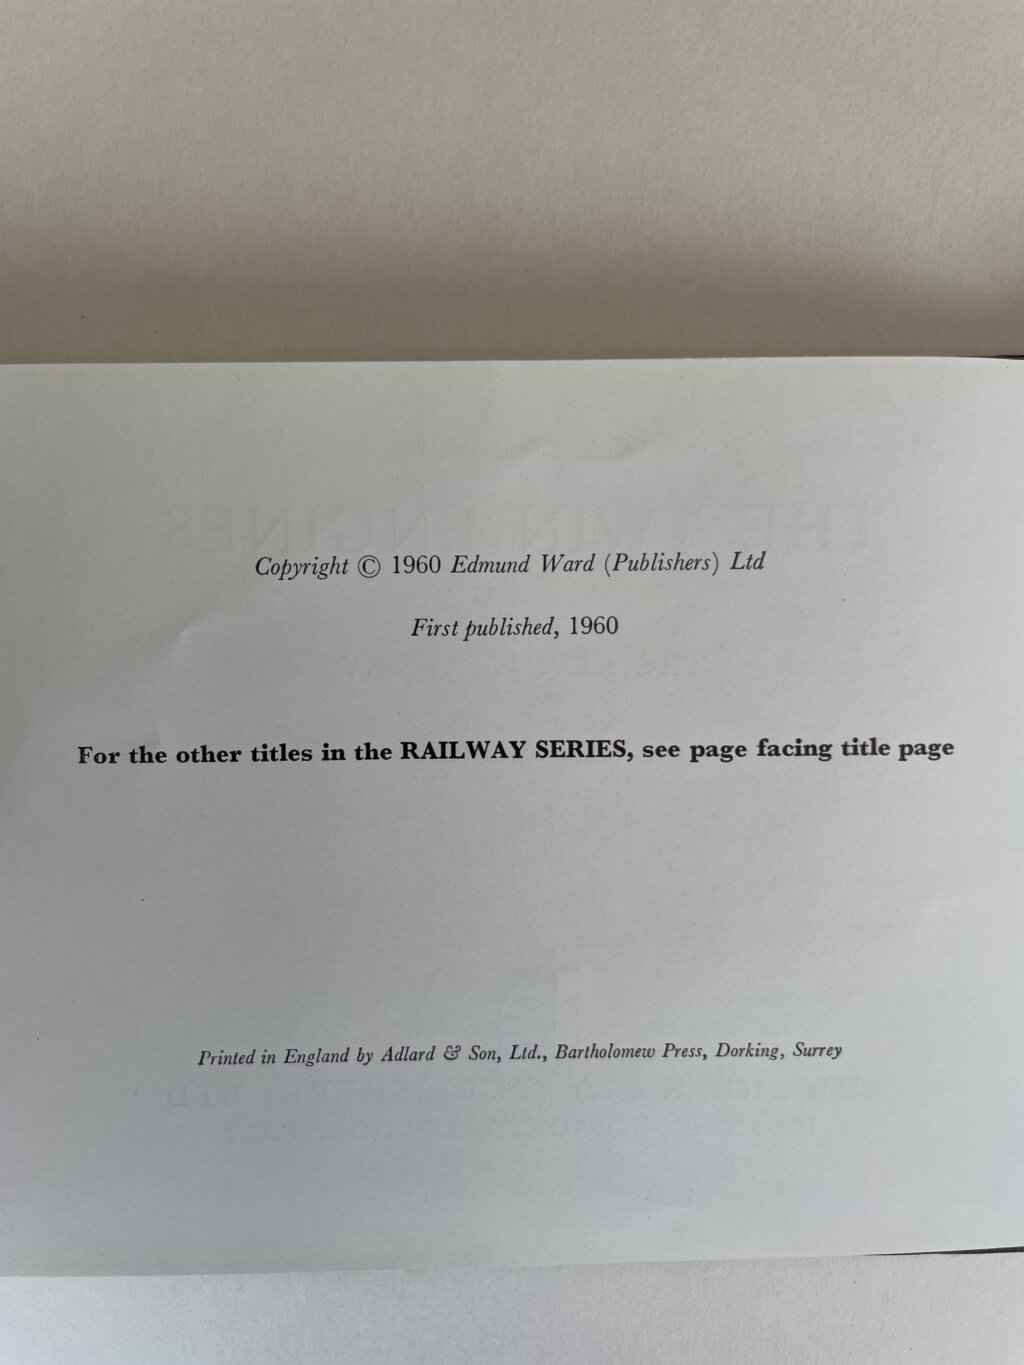 Copyright © 1960 Edmund Ward (Publishers) Ltd
First published, 1960
For the other titles in the RAILWAY SERIES, see page facing title page
Printed in England by Adlard & Son, Ltd., Bartholomew Press, Dorking, Surrey